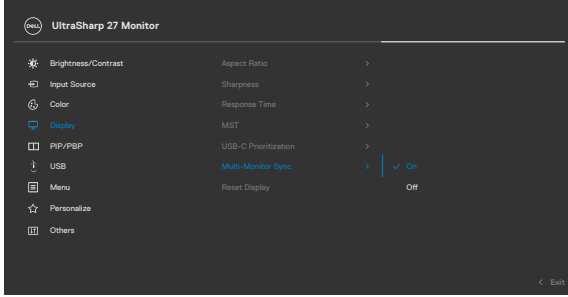 DELL UltraSharp 27 Monitor
Brightness/Contrast
Input Source
Color
Display
PIP/PBP
USB
Menu
Personalize
Others
Aspect Ratio
Sharpness
Response Time
MST
USB-C Prioritization
Multi-Monitor Sync
Reset Display
On
Off
Exit